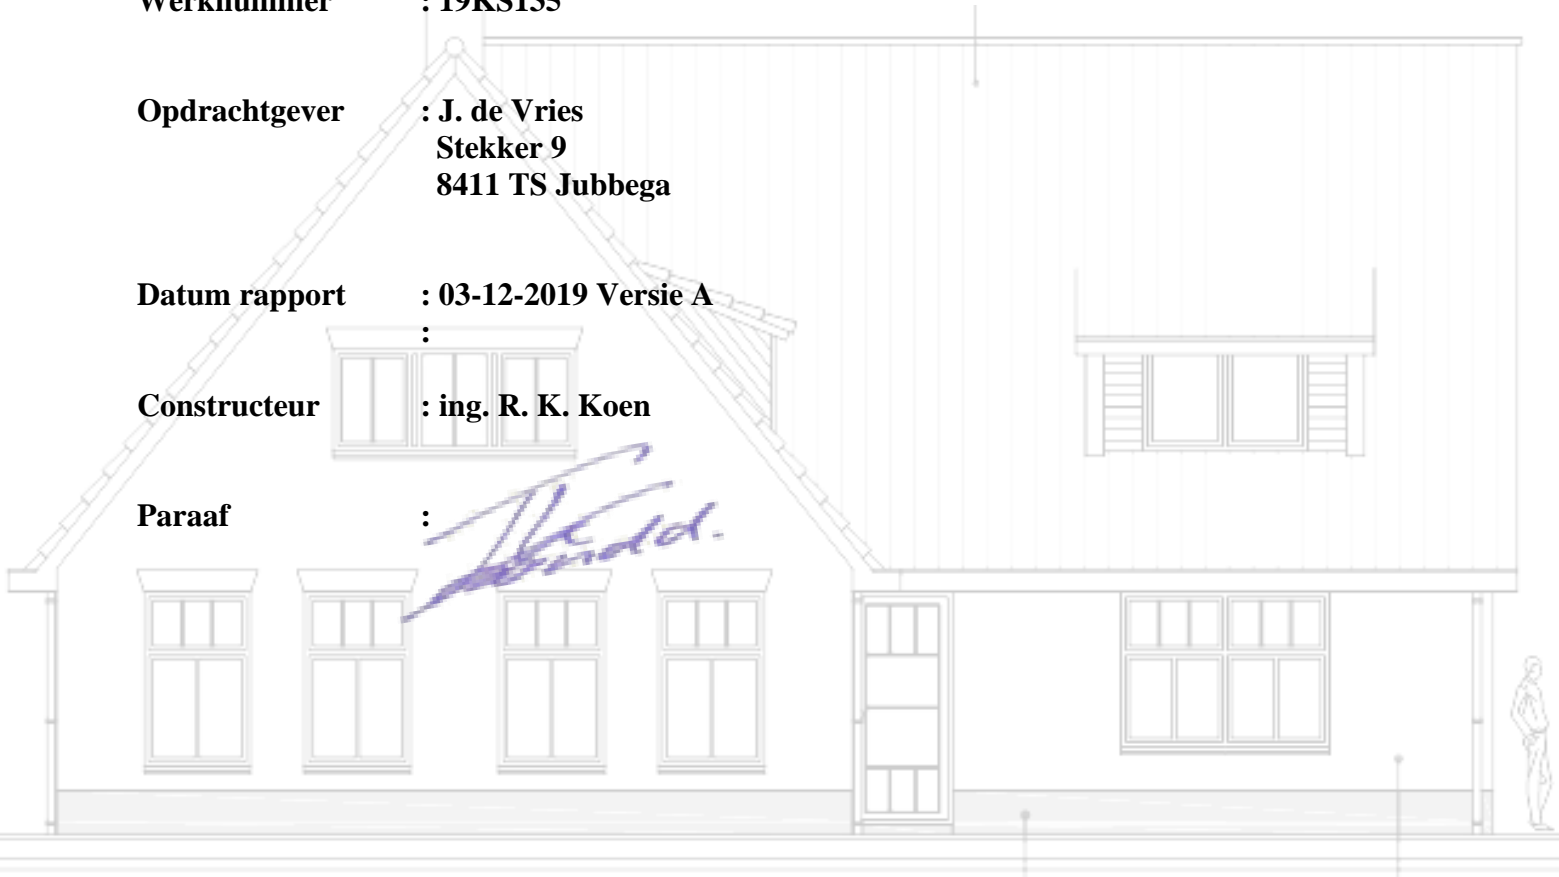 Werknummer : 19KS135
Opdrachtgever : J. de Vries
Stekker 9
8411 TS Jubbega
Datum rapport : 03-12-2019 Versie A
:
Constructeur : ing. R. K. Koen
Paraaf :